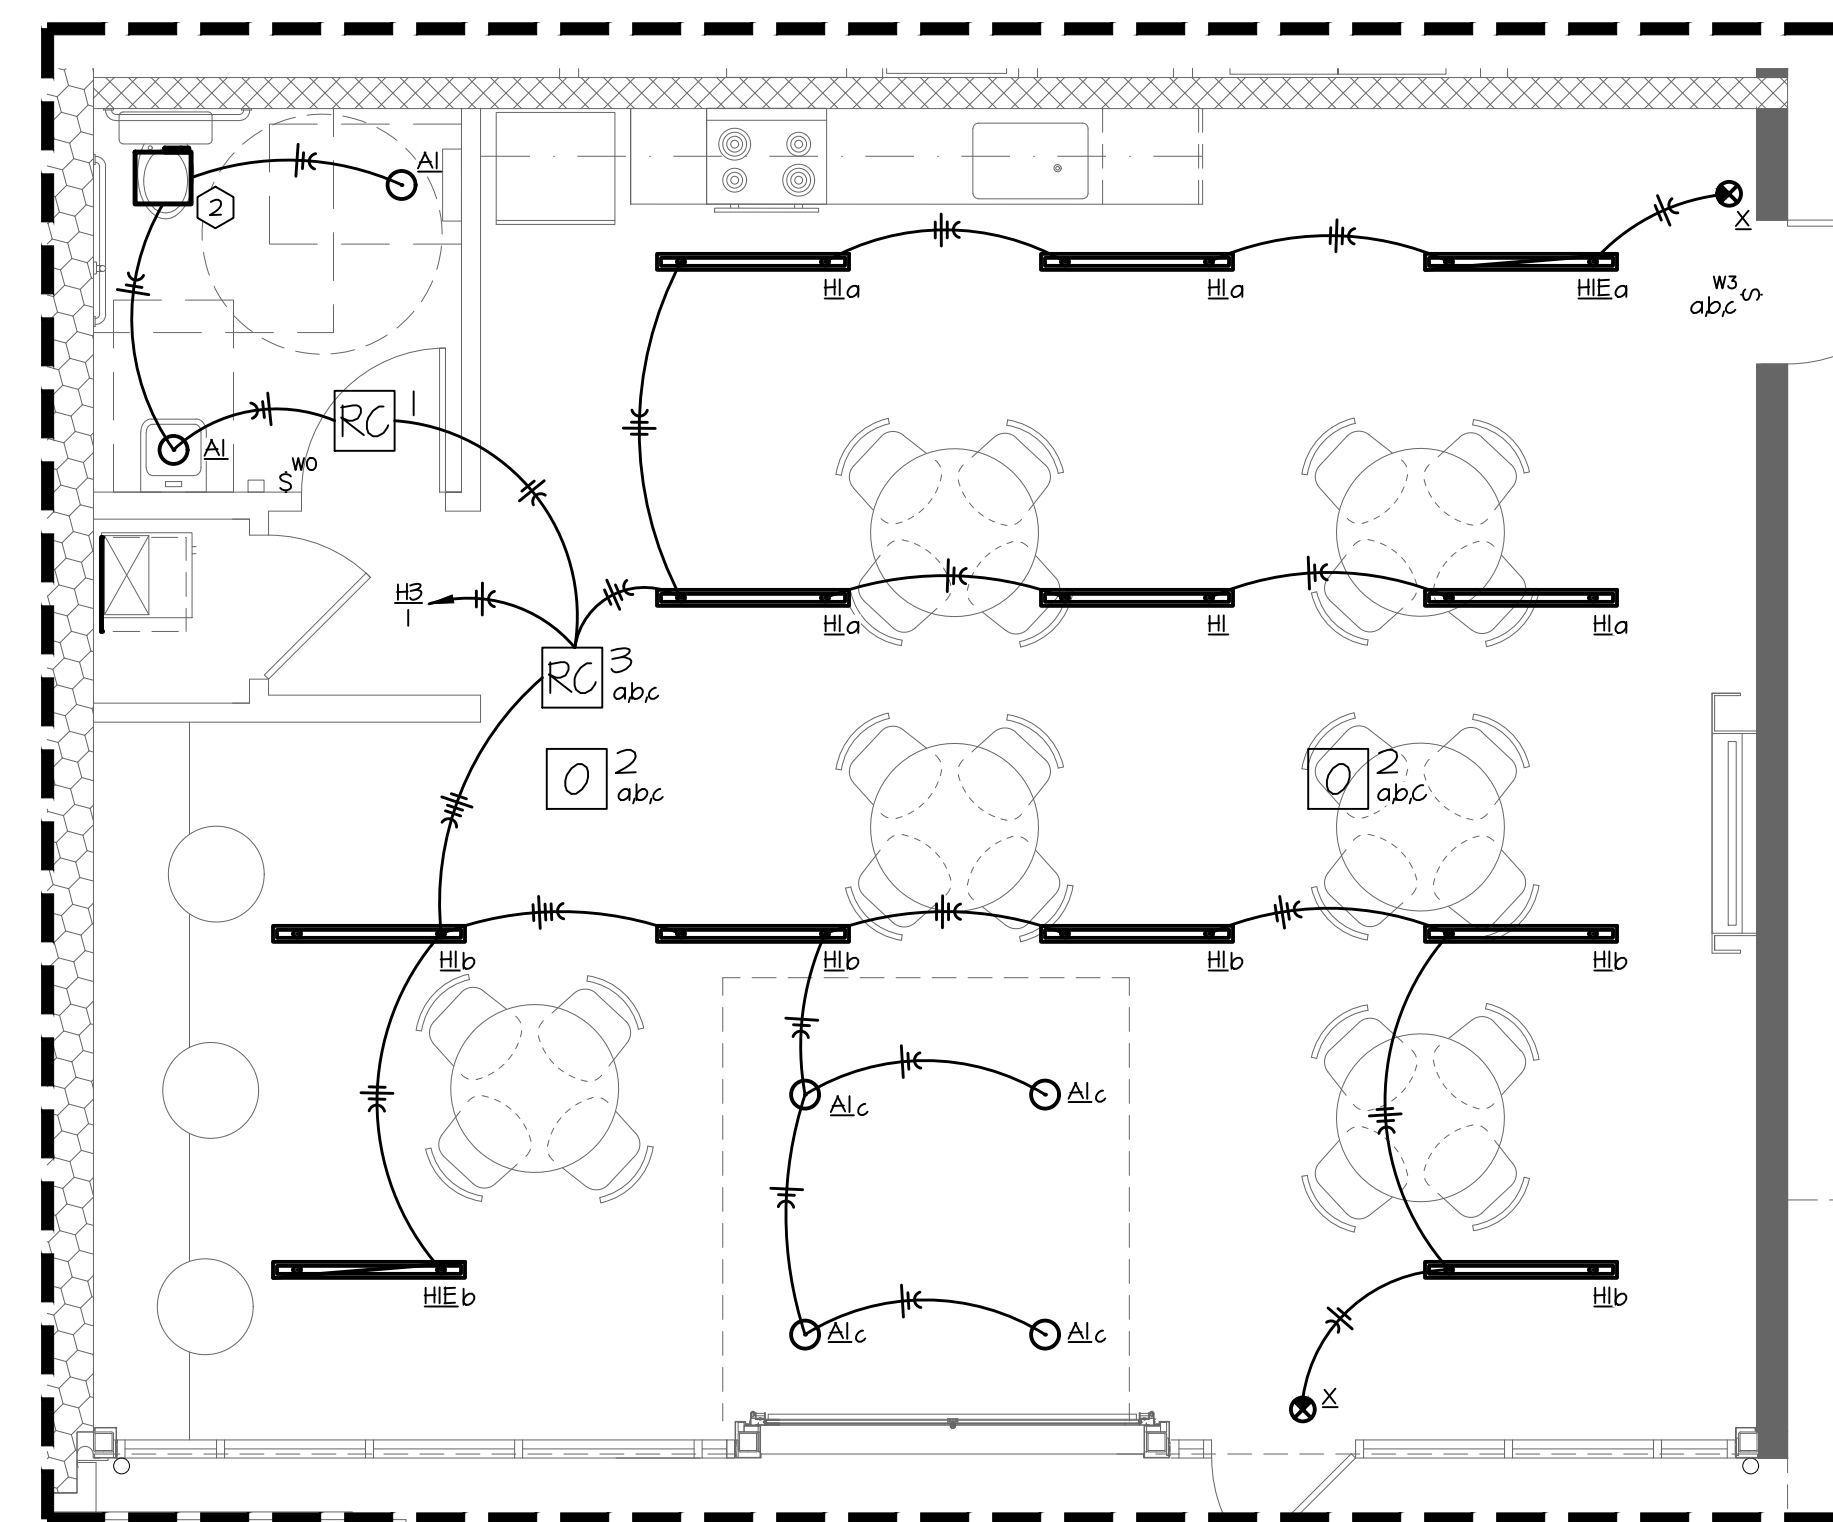 A1
2
X
H1a
H1a
H1Ea
W3
a,b,c S
RC 1
A1
S WO
H3
1
H1a
H1
H1a
RC 3
a,b,c
O 2
a,b,c
O 2
a,b,c
H1b
H1b
H1b
H1b
A1c
A1c
H1Eb
H1b
A1c
A1c
X